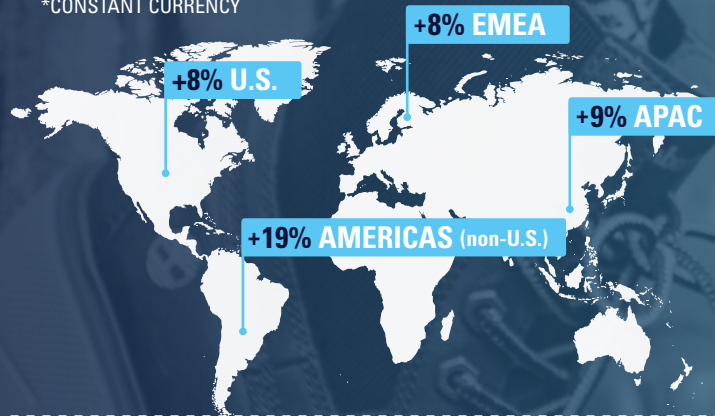 *CONSTANT CURRENCY
+8% EMEA
+8% U.S.
+9% APAC
+19% AMERICAS (non-U.S.)